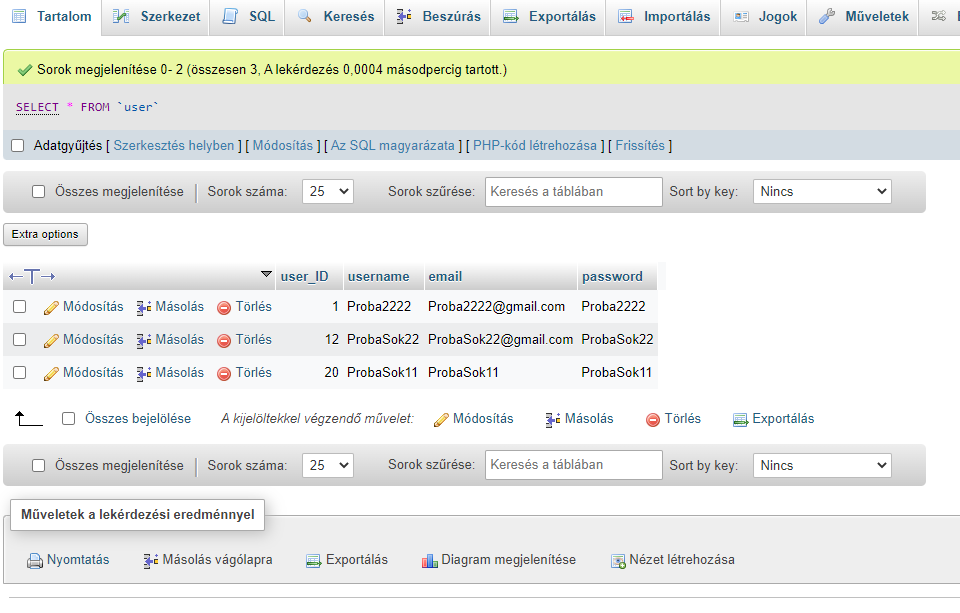 Tartalom Szerkezet SQL Keresés Beszúrás Exportálás Importálás Jogok Műveletek
Sorok megjelenítése 0- 2 (összesen 3, A lekérdezés 0,0004 másodpercig tartott.)
SELECT * FROM `user`
Adatgyűjtés [ Szerkesztés helyben ] [ Módosítás ] [ Az SQL magyarázata ] [ PHP-kód létrehozása ] [ Frissítés ]
Összes megjelenítése Sorok száma: 25 Sorok szűrése: Keresés a táblában Sort by key: Nincs
Extra options
←T→ user_ID username email password
Módosítás Másolás Törlés 1 Proba2222 Proba2222@gmail.com Proba2222
Módosítás Másolás Törlés 12 ProbaSok22 ProbaSok22@gmail.com ProbaSok22
Módosítás Másolás Törlés 20 ProbaSok11 ProbaSok11 ProbaSok11
Összes bejelölése A kijelöltekkel végzendő művelet: Módosítás Másolás Törlés Exportálás
Összes megjelenítése Sorok száma: 25 Sorok szűrése: Keresés a táblában Sort by key: Nincs
Műveletek a lekérdezési eredménnyel
Nyomtatás Másolás vágólapra Exportálás Diagram megjelenítése Nézet létrehozása